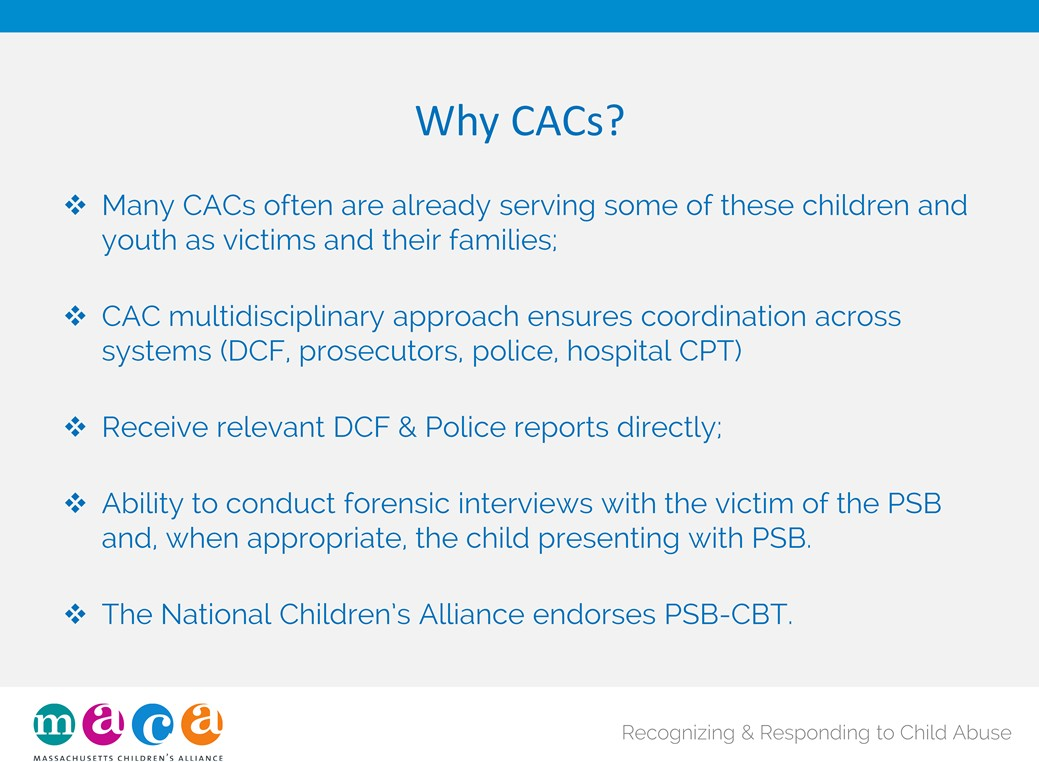 Why CACs?
❖ Many CACs often are already serving some of these children and
youth as victims and their families;
❖ CAC multidisciplinary approach ensures coordination across
systems (DCF, prosecutors, police, hospital CPT)
❖ Receive relevant DCF & Police reports directly;
❖ Ability to conduct forensic interviews with the victim of the PSB
and, when appropriate, the child presenting with PSB.
❖ The National Children's Alliance endorses PSB-CBT.
maca
MASSACHUSETTS CHILDREN'S ALLIANCE
Recognizing & Responding to Child Abuse